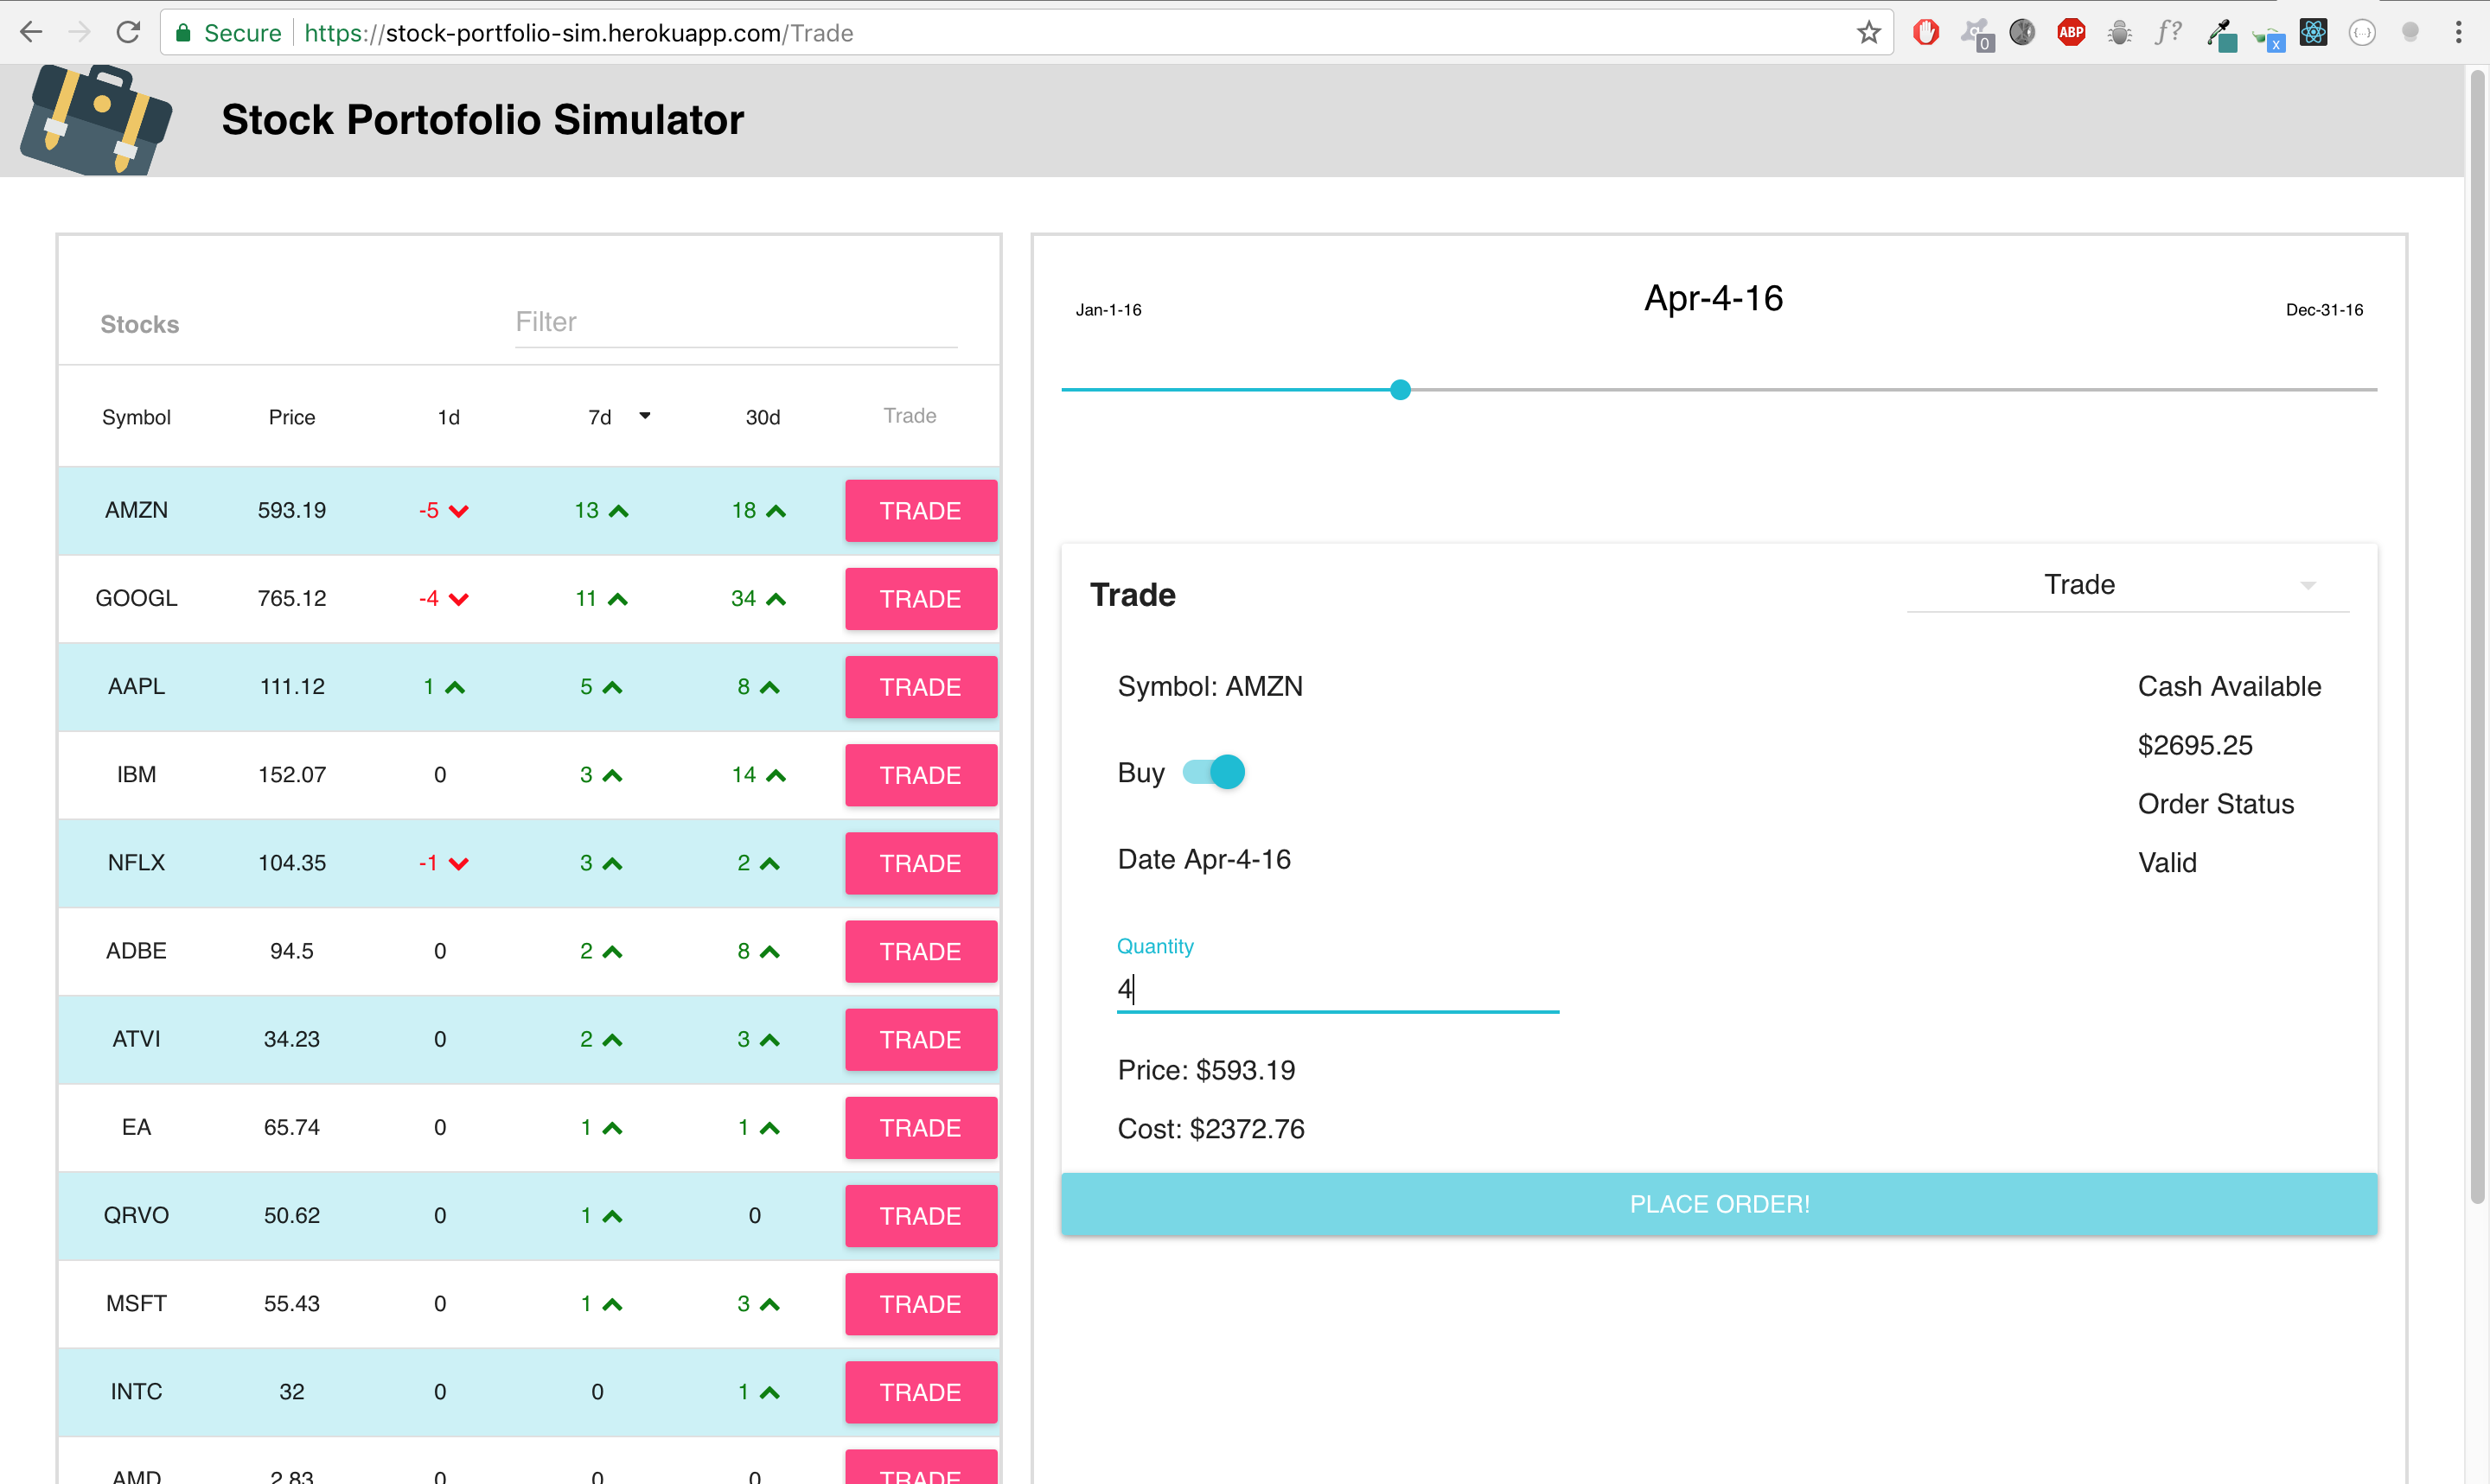 Secure https://stock-portfolio-sim.herokuapp.com/Trade
0 ABP f? x {...}
Stock Portofolio Simulator
Stocks Filter
Symbol Price 1d 7d 30d Trade
AMZN 593.19 -5 13 18 TRADE
GOOGL 765.12 -4 11 34 TRADE
AAPL 111.12 1 5 8 TRADE
IBM 152.07 0 3 14 TRADE
NFLX 104.35 -1 3 2 TRADE
ADBE 94.5 0 2 8 TRADE
ATVI 34.23 0 2 3 TRADE
EA 65.74 0 1 1 TRADE
QRVO 50.62 0 1 0 TRADE
MSFT 55.43 0 1 3 TRADE
INTC 32 0 0 1 TRADE
AMD 2.83 0 0 0 TRADE
Jan-1-16 Apr-4-16 Dec-31-16
Trade Trade
Symbol: AMZN
Buy
Date Apr-4-16
Quantity
4
Price: $593.19
Cost: $2372.76
Cash Available
$2695.25
Order Status
Valid
PLACE ORDER!